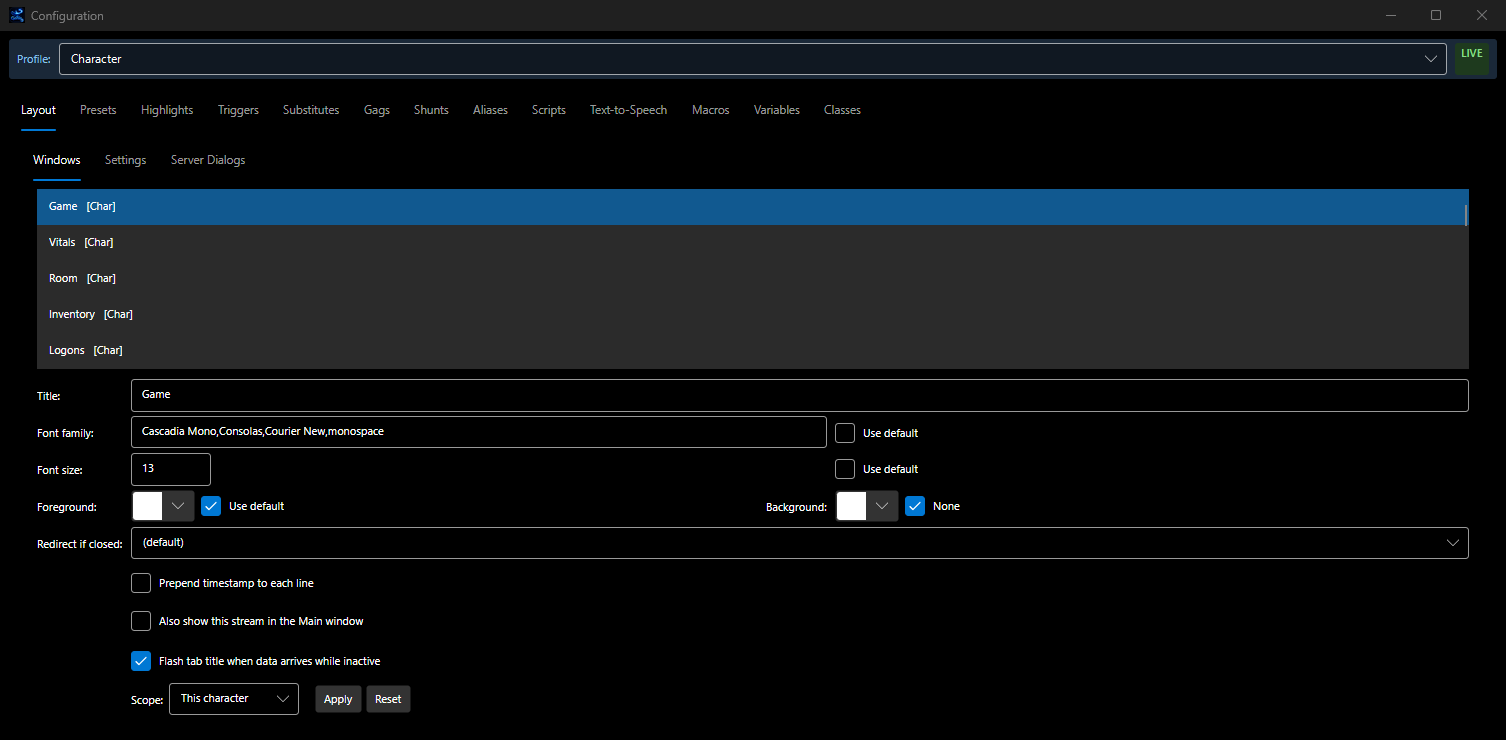 Configuration
Profile: Character LIVE
Layout Presets Highlights Triggers Substitutes Gags Shunts Aliases Scripts Text-to-Speech Macros Variables Classes
Windows Settings Server Dialogs
Game [Char]
Vitals [Char]
Room [Char]
Inventory [Char]
Logons [Char]
Title: Game
Font family: Cascadia Mono,Consolas,Courier New,monospace Use default
Font size: 13 Use default
Foreground: Use default Background: None
Redirect if closed: (default)
Prepend timestamp to each line
Also show this stream in the Main window
Flash tab title when data arrives while inactive
Scope: This character Apply Reset